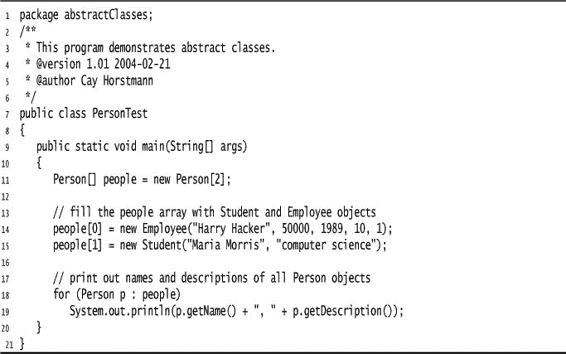 1 package abstractClasses;
2 /**
3  * This program demonstrates abstract classes.
4  * @version 1.01 2004-02-21
5  * @author Cay Horstmann
6  */
7 public class PersonTest
8 {
9    public static void main(String[] args)
10    {
11       Person[] people = new Person[2];
12
13       // fill the people array with Student and Employee objects
14       people[0] = new Employee("Harry Hacker", 50000, 1989, 10, 1);
15       people[1] = new Student("Maria Morris", "computer science");
16
17       // print out names and descriptions of all Person objects
18       for (Person p : people)
19          System.out.println(p.getName() + ", " + p.getDescription());
20    }
21 }